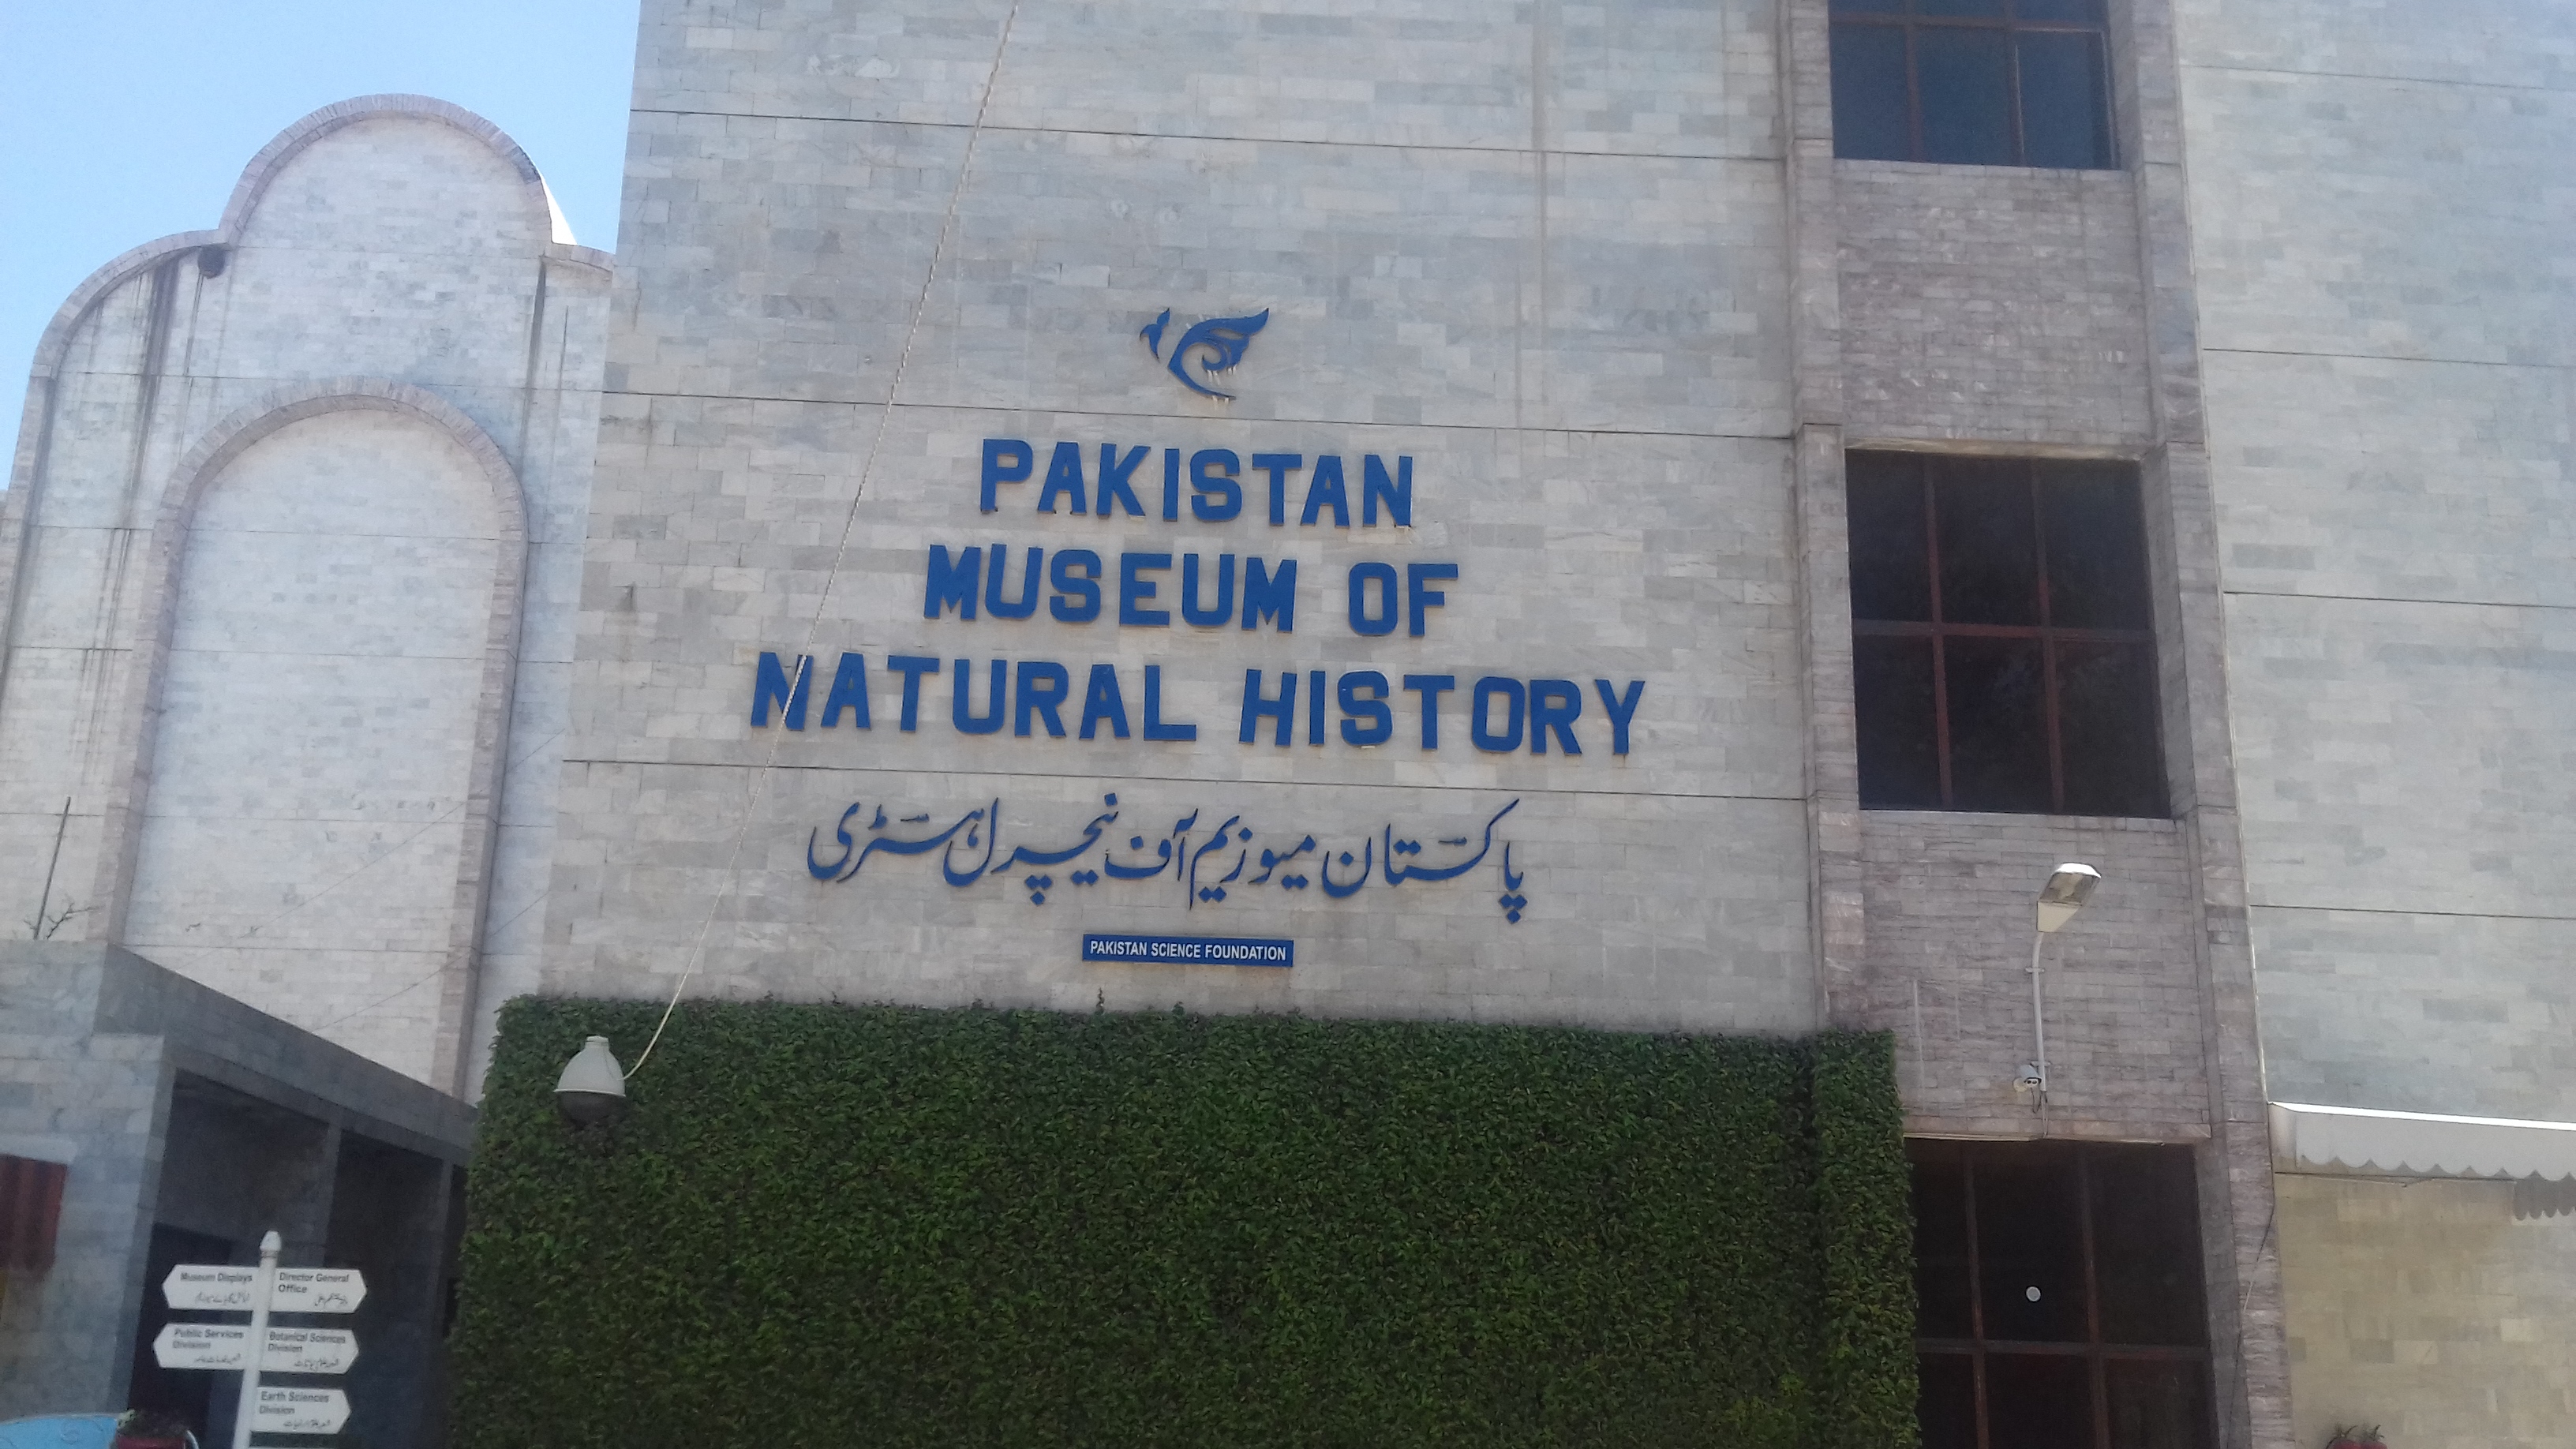 PAKISTAN
MUSEUM OF
NATURAL HISTORY
پاکستان میوزیم آف نیچرل ہسٹری
PAKISTAN SCIENCE FOUNDATION
Museum Displays
Director General
Office
Public Services
Division
Botanical Sciences
Division
Earth Sciences
Division